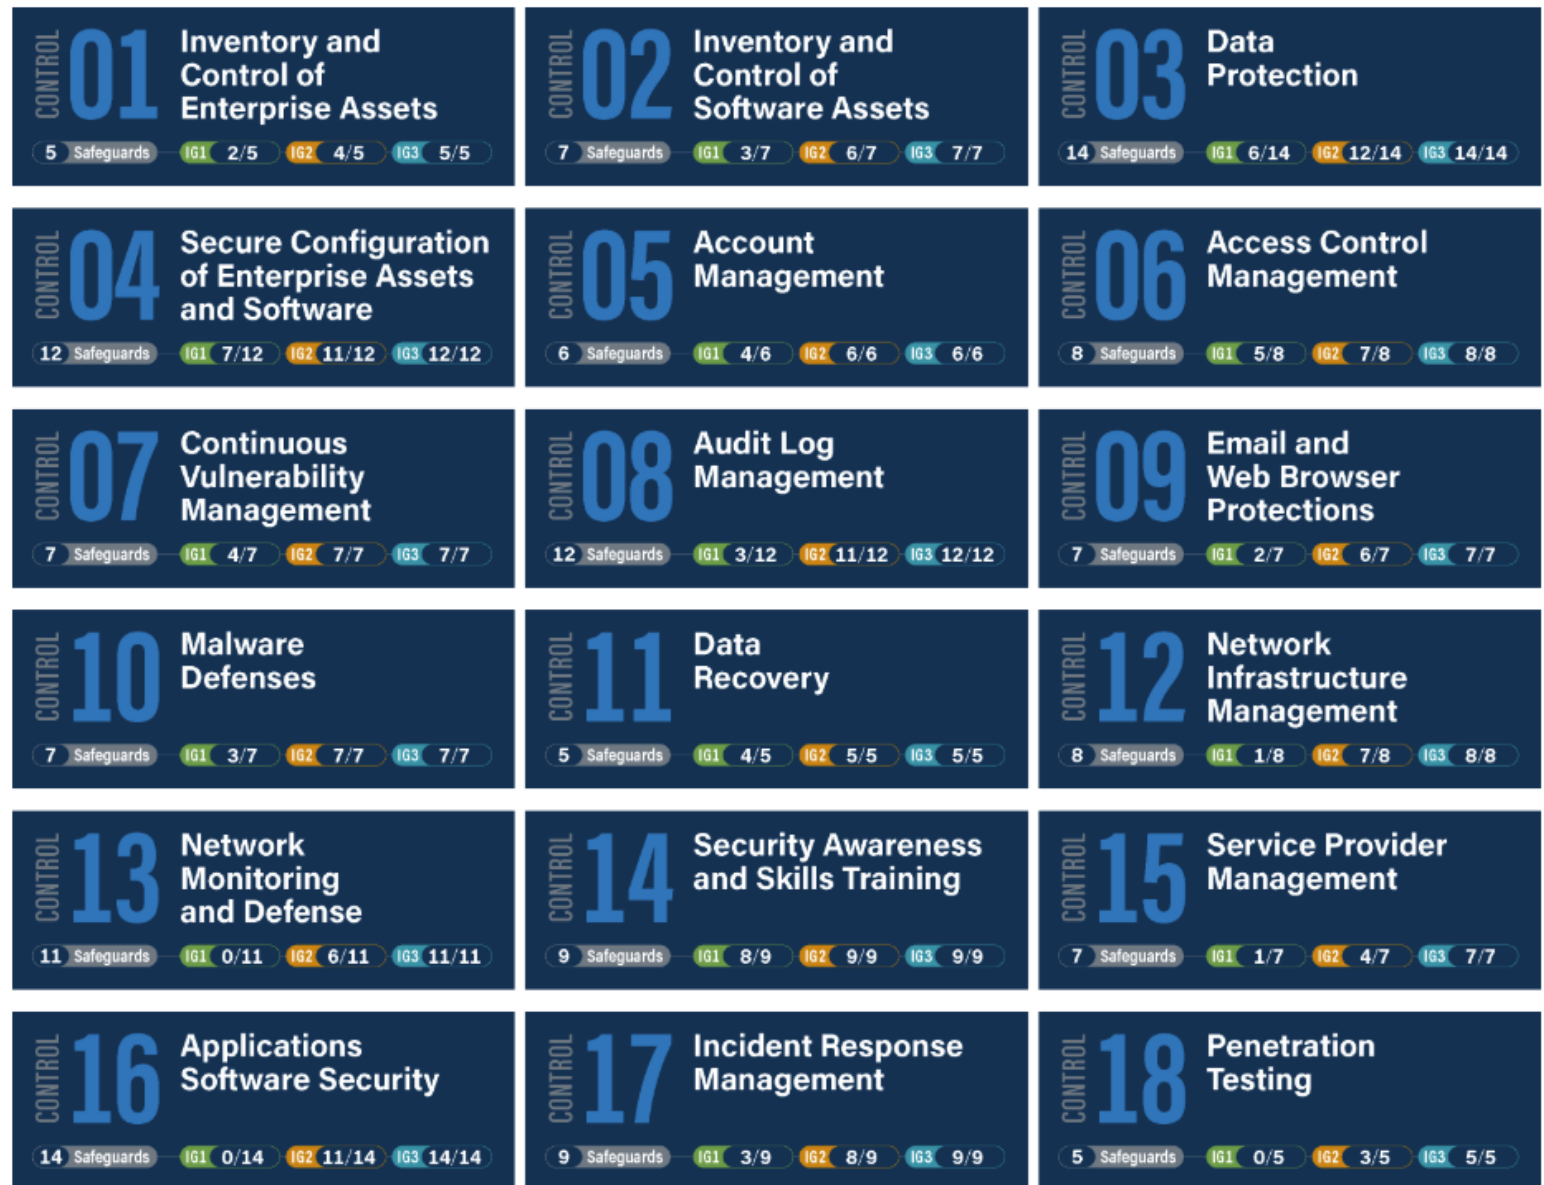 CONTROL 01 Inventory and
Control of
Enterprise Assets
5 Safeguards IG1 2/5 IG2 4/5 IG3 5/5
CONTROL 02 Inventory and
Control of
Software Assets
7 Safeguards IG1 3/7 IG2 6/7 IG3 7/7
CONTROL 03 Data
Protection
14 Safeguards IG1 6/14 IG2 12/14 IG3 14/14
CONTROL 04 Secure Configuration
of Enterprise Assets
and Software
12 Safeguards IG1 7/12 IG2 11/12 IG3 12/12
CONTROL 05 Account
Management
6 Safeguards IG1 4/6 IG2 6/6 IG3 6/6
CONTROL 06 Access Control
Management
8 Safeguards IG1 5/8 IG2 7/8 IG3 8/8
CONTROL 07 Continuous
Vulnerability
Management
7 Safeguards IG1 4/7 IG2 7/7 IG3 7/7
CONTROL 08 Audit Log
Management
12 Safeguards IG1 3/12 IG2 11/12 IG3 12/12
CONTROL 09 Email and
Web Browser
Protections
7 Safeguards IG1 2/7 IG2 6/7 IG3 7/7
CONTROL 10 Malware
Defenses
7 Safeguards IG1 3/7 IG2 7/7 IG3 7/7
CONTROL 11 Data
Recovery
5 Safeguards IG1 4/5 IG2 5/5 IG3 5/5
CONTROL 12 Network
Infrastructure
Management
8 Safeguards IG1 1/8 IG2 7/8 IG3 8/8
CONTROL 13 Network
Monitoring
and Defense
11 Safeguards IG1 0/11 IG2 6/11 IG3 11/11
CONTROL 14 Security Awareness
and Skills Training
9 Safeguards IG1 8/9 IG2 9/9 IG3 9/9
CONTROL 15 Service Provider
Management
7 Safeguards IG1 1/7 IG2 4/7 IG3 7/7
CONTROL 16 Applications
Software Security
14 Safeguards IG1 0/14 IG2 11/14 IG3 14/14
CONTROL 17 Incident Response
Management
9 Safeguards IG1 3/9 IG2 8/9 IG3 9/9
CONTROL 18 Penetration
Testing
5 Safeguards IG1 0/5 IG2 3/5 IG3 5/5